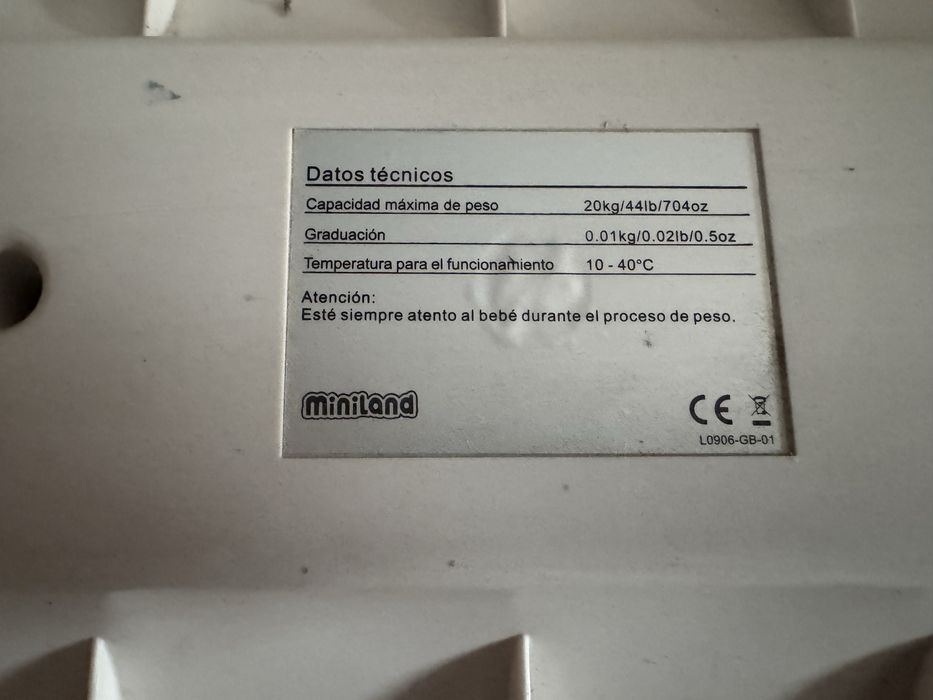 Datos técnicos
Capacidad máxima de peso 20kg/44lb/704oz
Graduación 0.01kg/0.02lb/0.5oz
Temperatura para el funcionamiento 10 - 40°C
Atención:
Esté siempre atento al bebé durante el proceso de peso.
miniland CE
L0906-GB-01